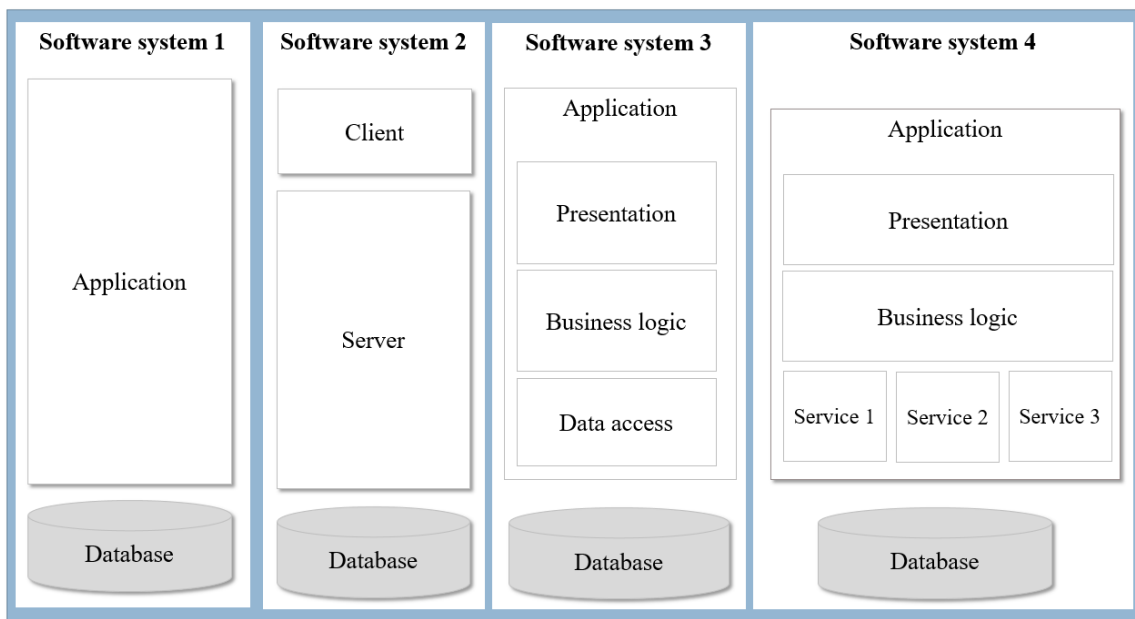 Software system 1
Application
Database
Software system 2
Client
Server
Database
Software system 3
Application
Presentation
Business logic
Data access
Database
Software system 4
Application
Presentation
Business logic
Service 1
Service 2
Service 3
Database